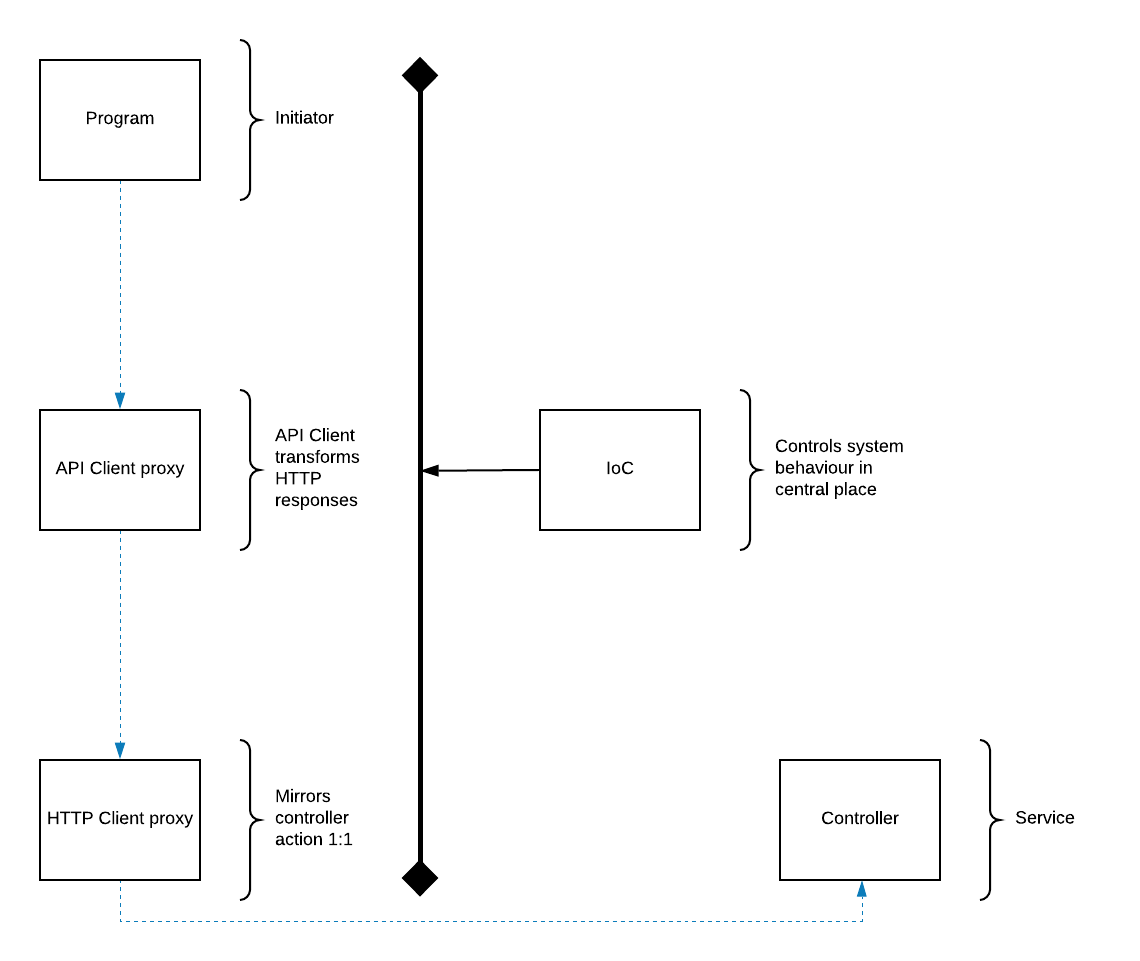 Program
Initiator
API Client proxy
API Client
transforms
HTTP
responses
IoC
Controls system
behaviour in
central place
HTTP Client proxy
Mirrors
controller
action 1:1
Controller
Service